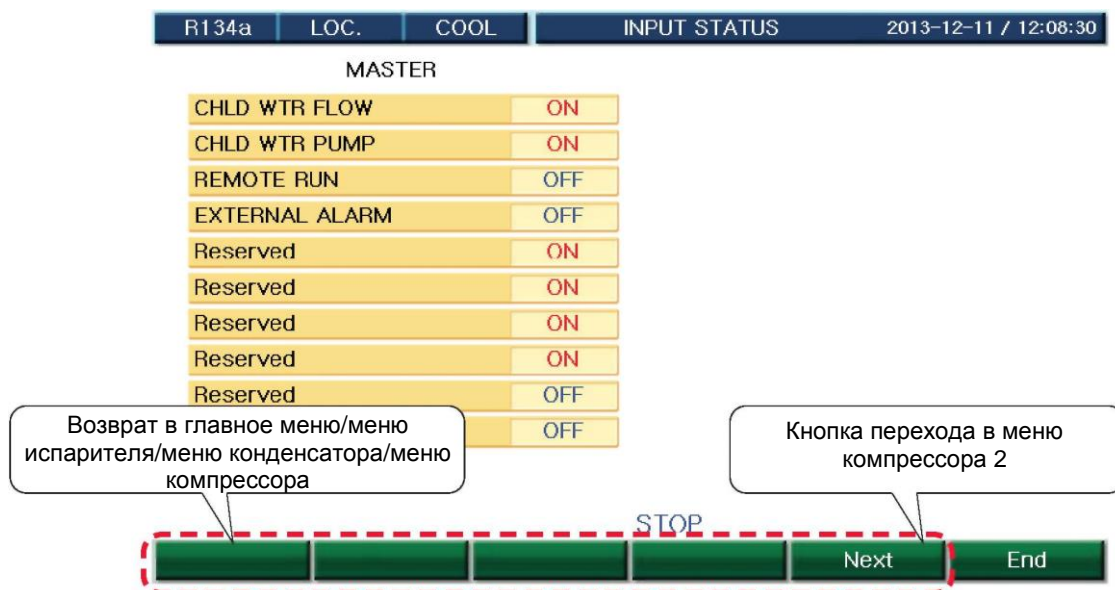 R134a LOC. COOL INPUT STATUS 2013-12-11 / 12:08:30
MASTER
CHLD WTR FLOW ON
CHLD WTR PUMP ON
REMOTE RUN OFF
EXTERNAL ALARM OFF
Reserved ON
Reserved ON
Reserved ON
Reserved ON
Reserved OFF
OFF
Возврат в главное меню/меню
испарителя/меню конденсатора/меню
компрессора
Кнопка перехода в меню
компрессора 2
STOP
Next End